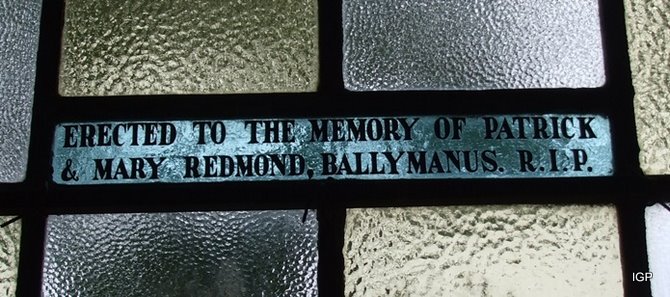 ERECTED TO THE MEMORY OF PATRICK
& MARY REDMOND, BALLYMANUS. R.I.P.
IGP